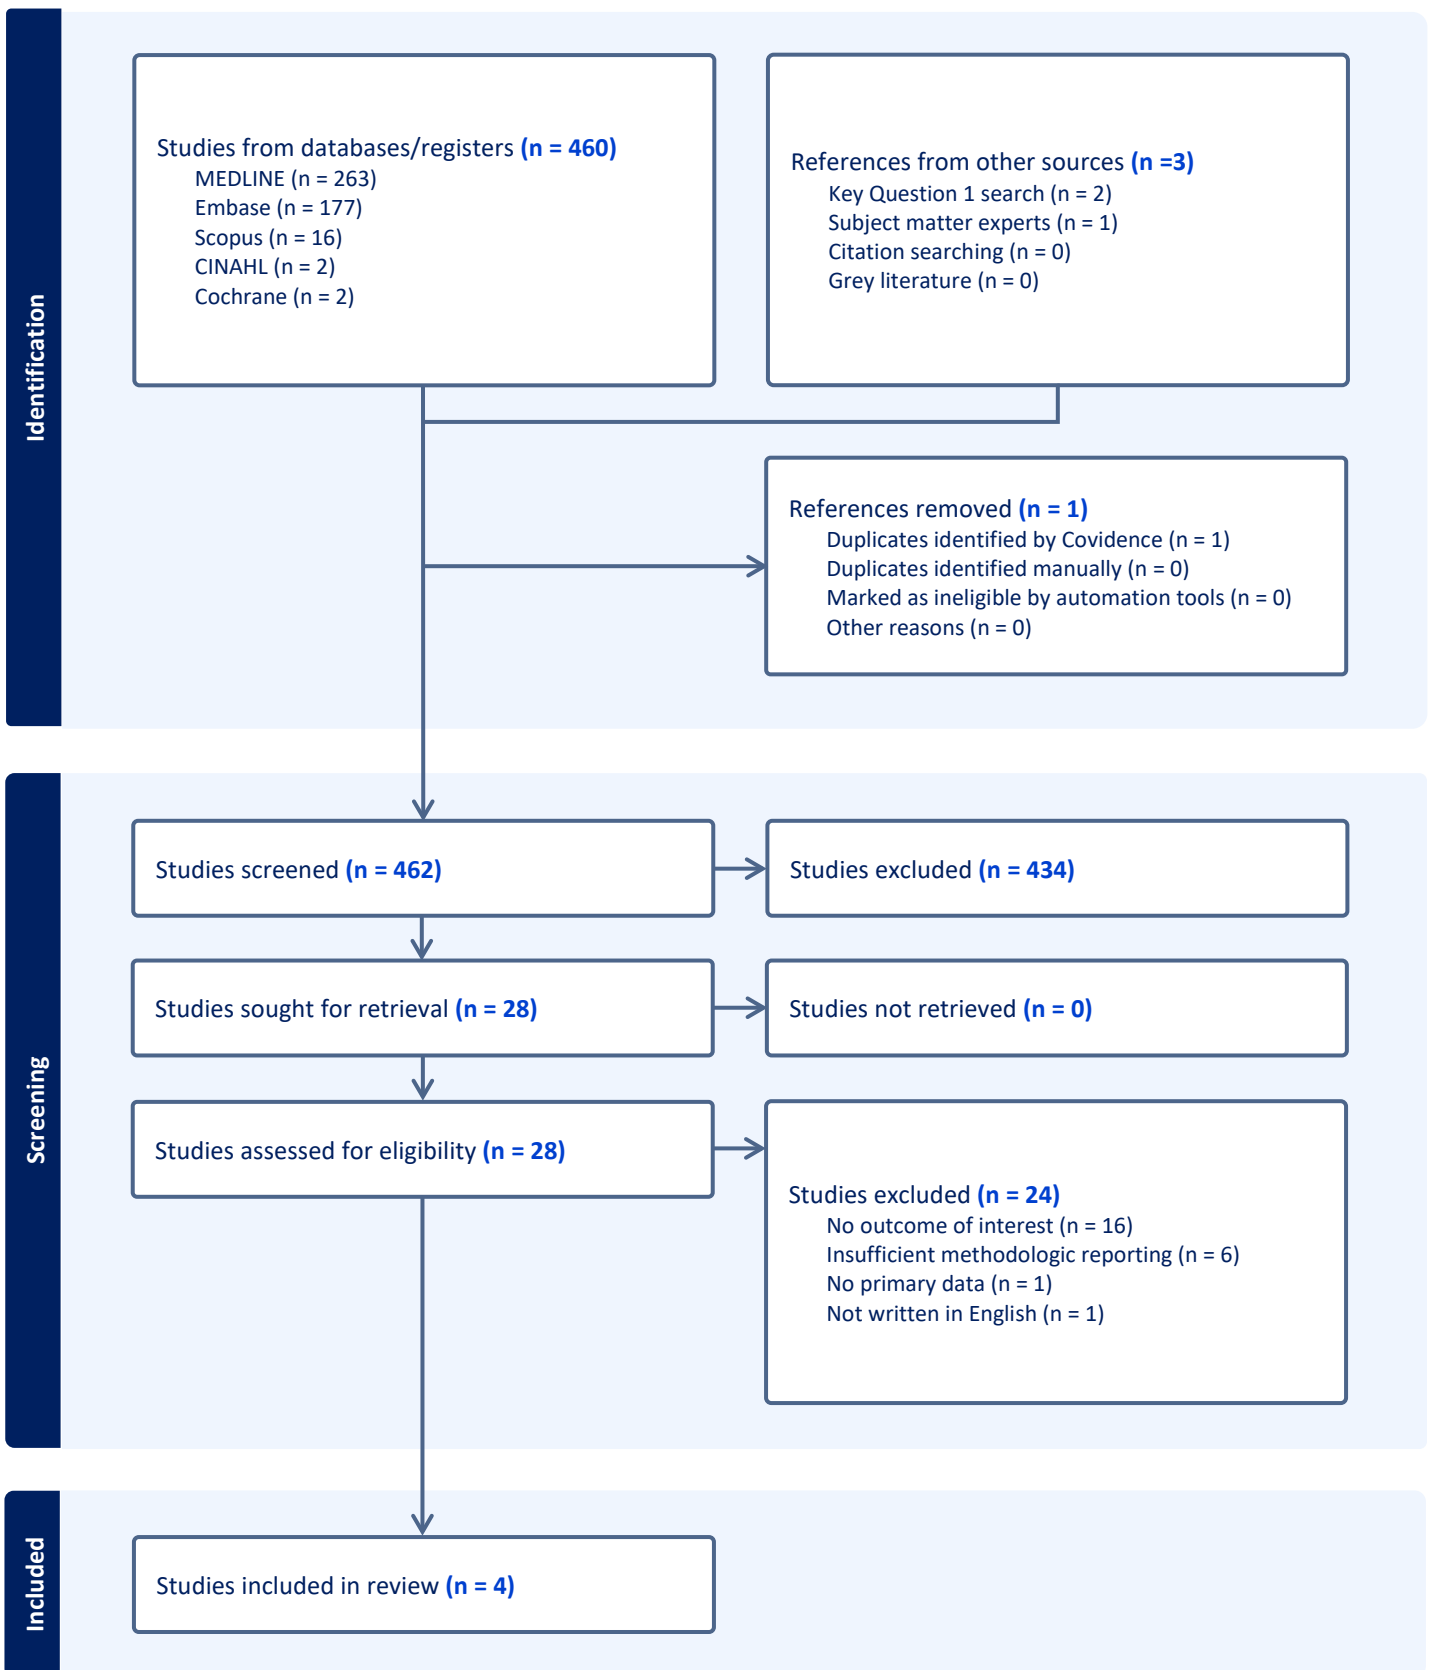 Identification
Studies from databases/registers (n = 460)
MEDLINE (n = 263)
Embase (n = 177)
Scopus (n = 16)
CINAHL (n = 2)
Cochrane (n = 2)
References from other sources (n =3)
Key Question 1 search (n = 2)
Subject matter experts (n = 1)
Citation searching (n = 0)
Grey literature (n = 0)
References removed (n = 1)
Duplicates identified by Covidence (n = 1)
Duplicates identified manually (n = 0)
Marked as ineligible by automation tools (n = 0)
Other reasons (n = 0)
Screening
Studies screened (n = 462)
Studies excluded (n = 434)
Studies sought for retrieval (n = 28)
Studies not retrieved (n = 0)
Studies assessed for eligibility (n = 28)
Studies excluded (n = 24)
No outcome of interest (n = 16)
Insufficient methodologic reporting (n = 6)
No primary data (n = 1)
Not written in English (n = 1)
Included
Studies included in review (n = 4)